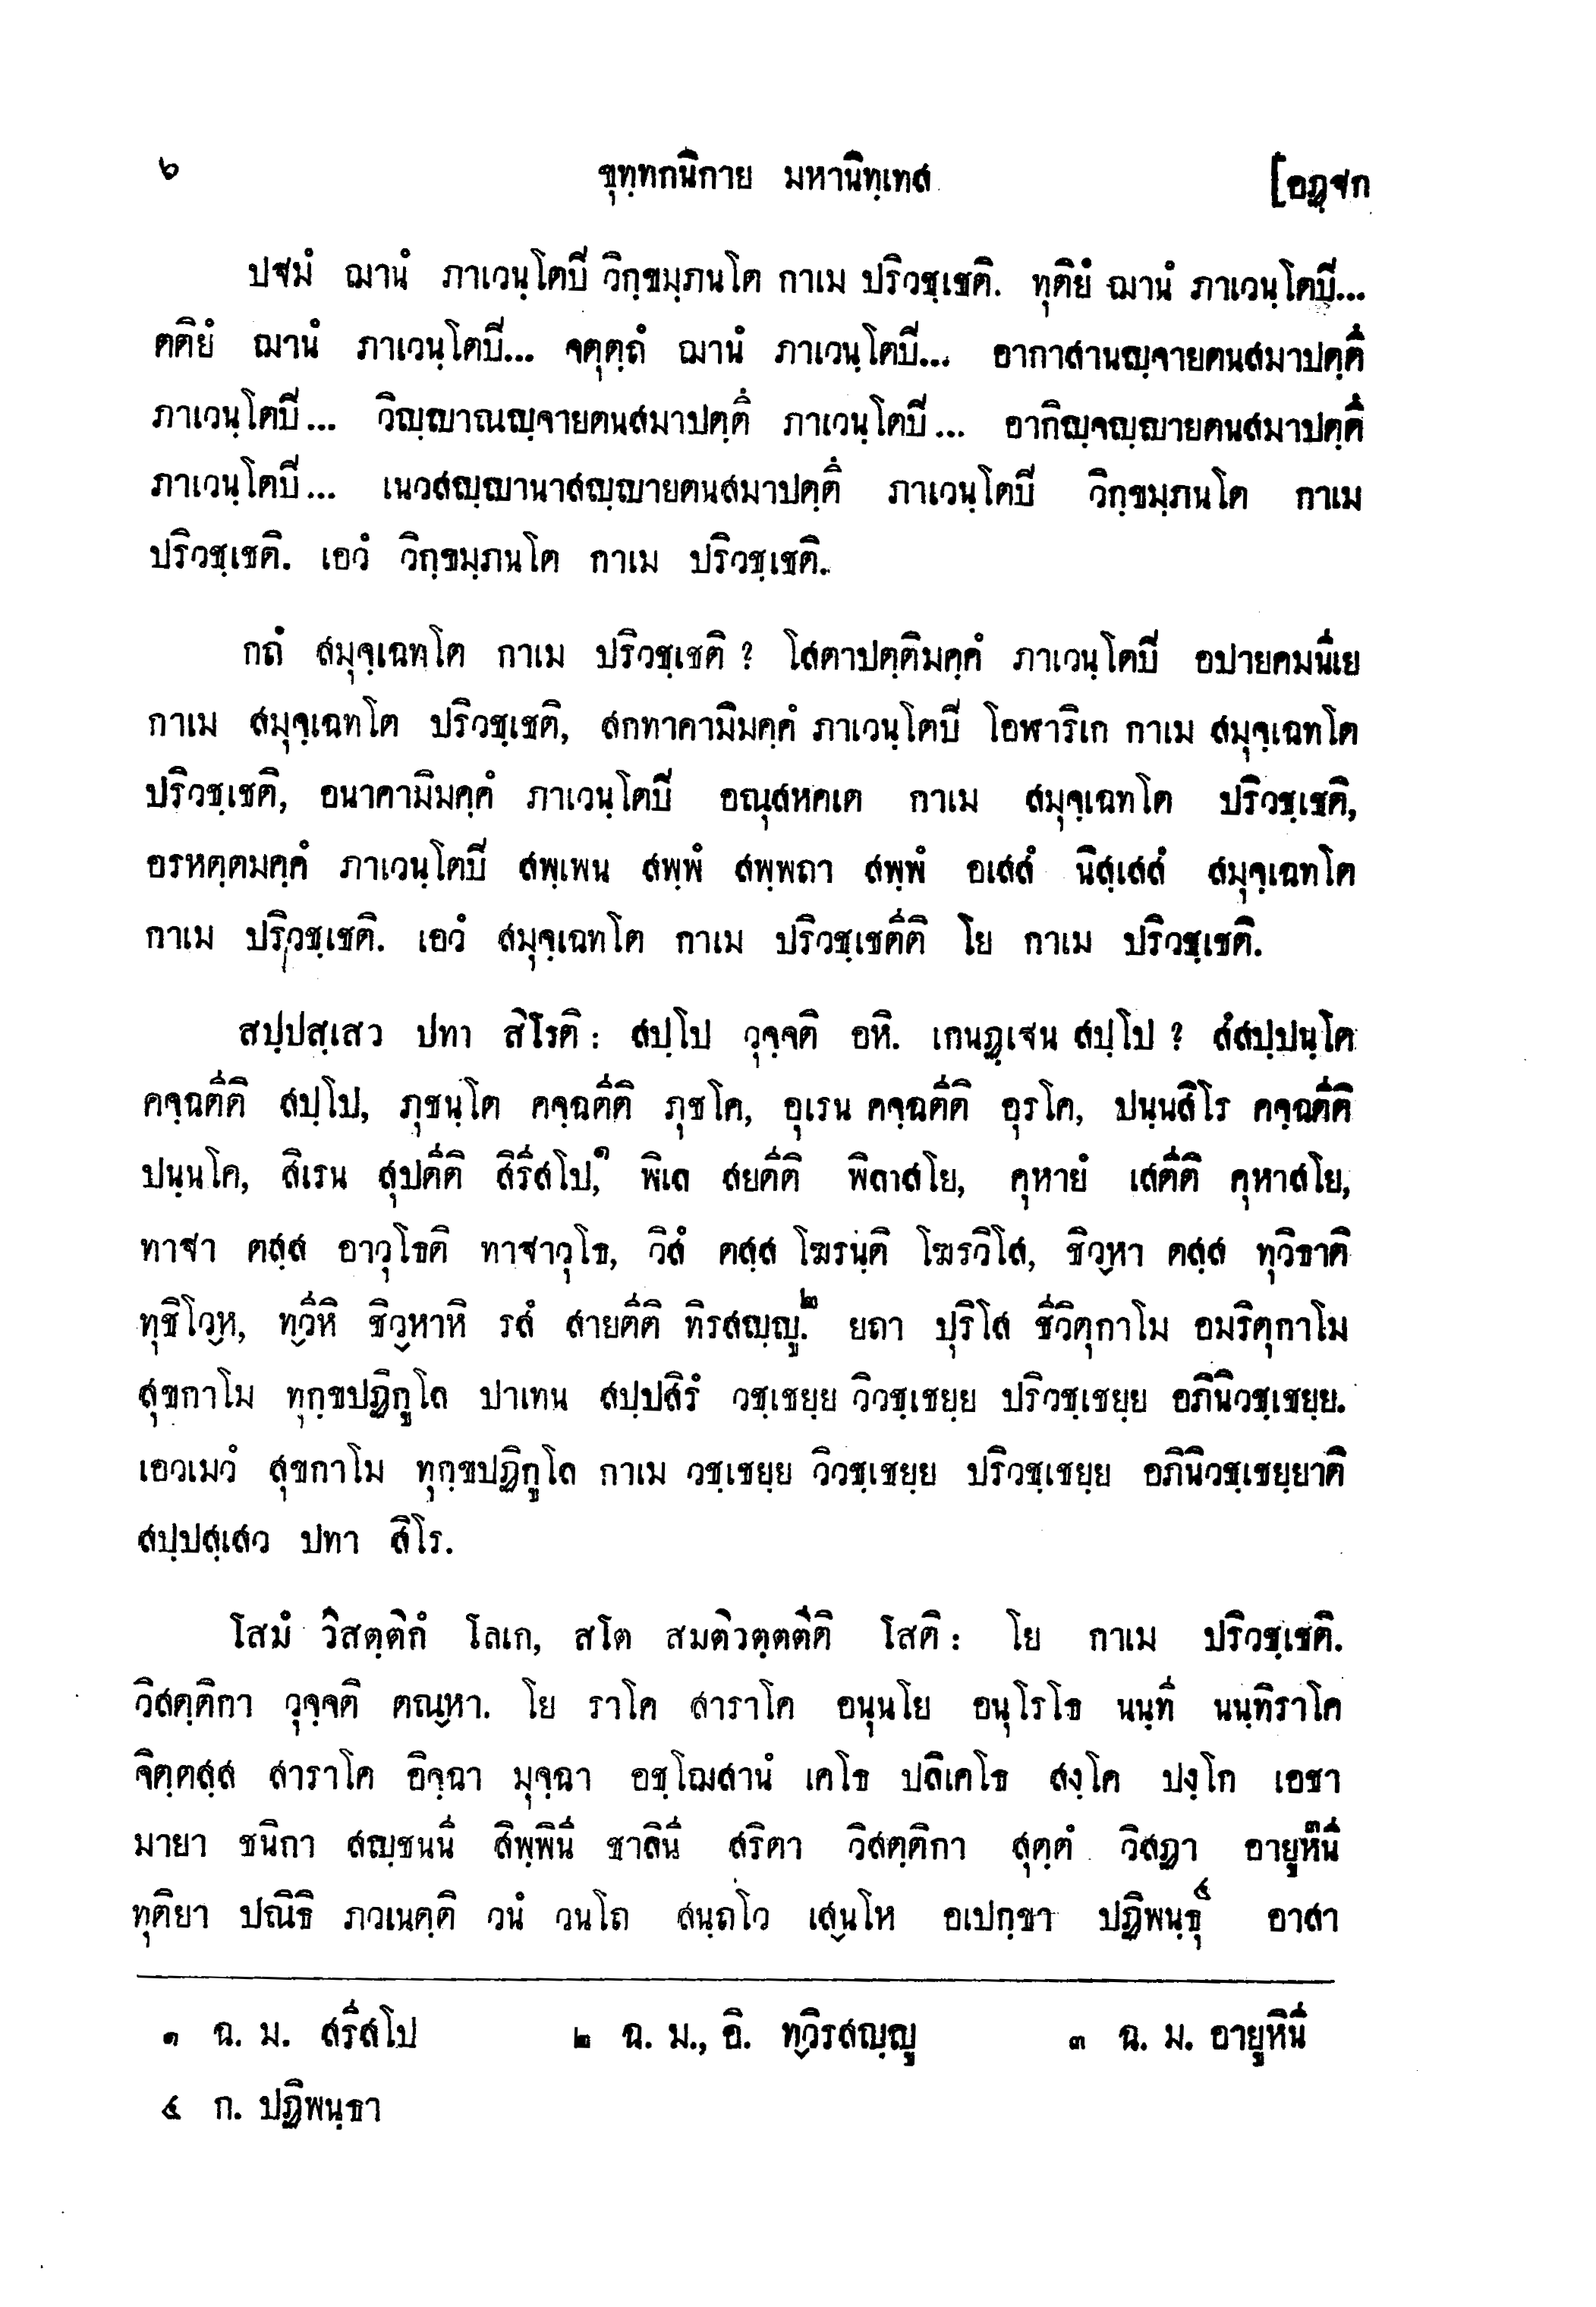 ๖ ขุทฺทกนิกาย มหานิทฺเทส [อฏฺฐก
ปฐมํ ฌานํ ภาเวนฺโตปิ วิกฺขมฺภนโต กาเม ปริวชฺเชติ. ทุติยํ ฌานํ ภาเวนฺโตปิ...
ตติยํ ฌานํ ภาเวนฺโตปิ... จตุตฺถํ ฌานํ ภาเวนฺโตปิ... อากาสานญฺจายตนสมาปตฺตึ
ภาเวนฺโตปิ... วิญฺญาณญฺจายตนสมาปตฺตึ ภาเวนฺโตปิ... อากิญฺจญฺญายตนสมาปตฺตึ
ภาเวนฺโตปิ... เนวสญฺญานาสญฺญายตนสมาปตฺตึ ภาเวนฺโตปิ วิกฺขมฺภนโต กาเม
ปริวชฺเชติ. เอวํ วิกฺขมฺภนโต กาเม ปริวชฺเชติ.
กถํ สมุจฺเฉทโต กาเม ปริวชฺเชติ ? โสตาปตฺติมคฺคํ ภาเวนฺโตปิ อปายคมนีเย
กาเม สมุจฺเฉทโต ปริวชฺเชติ, สกทาคามิมคฺคํ ภาเวนฺโตปิ โอฬาริเก กาเม สมุจฺเฉทโต
ปริวชฺเชติ, อนาคามิมคฺคํ ภาเวนฺโตปิ อณุสหคเต กาเม สมุจฺเฉทโต ปริวชฺเชติ,
อรหตฺตมคฺคํ ภาเวนฺโตปิ สพฺเพน สพฺพํ สพฺพถา สพฺพํ อเสสํ นิสฺเสสํ สมุจฺเฉทโต
กาเม ปริวชฺเชติ. เอวํ สมุจฺเฉทโต กาเม ปริวชฺเชตีติ โย กาเม ปริวชฺเชติ.
สปฺปสฺเสว ปทา สิโรติ : สปฺโป วุจฺจติ อหิ. เกนฏฺเฐน สปฺโป ? สํสปฺปนฺโต
คจฺฉตีติ สปฺโป, ภุชนฺโต คจฺฉตีติ ภุชโค, อุเรน คจฺฉตีติ อุรโค, ปนฺนสิโร คจฺฉตีติ
ปนฺนโค, สิเรน สุปตีติ สิรีสโป,๑ พิเล สยตีติ พิลาสโย, คุหายํ เสตีติ คุหาสโย,
ทาฐา ตสฺส อาวุโธติ ทาฐาวุโธ, วิสํ ตสฺส โฆรนฺติ โฆรวิโส, ชิวฺหา ตสฺส ทุวิธาติ
ทุชิโวฺห, ทฺวีหิ ชิวฺหาหิ รสํ สายตีติ ทิรสญฺญู.๒ ยถา ปุริโส ชีวิตุกาโม อมริตุกาโม
สุขกาโม ทุกฺขปฏิกูโล ปาเทน สปฺปสิรํ วชฺเชยฺย วิวชฺเชยฺย ปริวชฺเชยฺย อภินิวชฺเชยฺย.
เอวเมวํ สุขกาโม ทุกฺขปฏิกูโล กาเม วชฺเชยฺย วิวชฺเชยฺย ปริวชฺเชยฺย อภินิวชฺเชยฺยาติ
สปฺปสฺเสว ปทา สิโร.
โสมํ วิสตฺติกํ โลเก, สโต สมติวตฺตตีติ โสติ : โย กาเม ปริวชฺเชติ.
วิสตฺติกา วุจฺจติ ตณฺหา. โย ราโค สาราโค อนุนโย อนุโรโธ นนฺที นนฺทิราโค
จิตฺตสฺส สาราโค อิจฺฉา มุจฺฉา อชฺโฌสานํ เคโธ ปลิเคโธ สงฺโค ปงฺโก เอชา
มายา ชนิกา สญฺชนนี สิพฺพินี ชาลินี สริตา วิสตฺติกา สุตฺตํ วิสฏา อายูหนี๓
ทุติยา ปณิธิ ภวเนตฺติ วนํ วนโถ สนฺถโว เสฺนโห อเปกฺขา ปฏิพนฺธุ๔ อาสา
๑ ฉ. ม. สรีสโป ๒ ฉ. ม., อิ. ทฺวิรสญฺญู ๓ ฉ. ม. อายูหินี
๔ ก. ปฏิพนฺธา